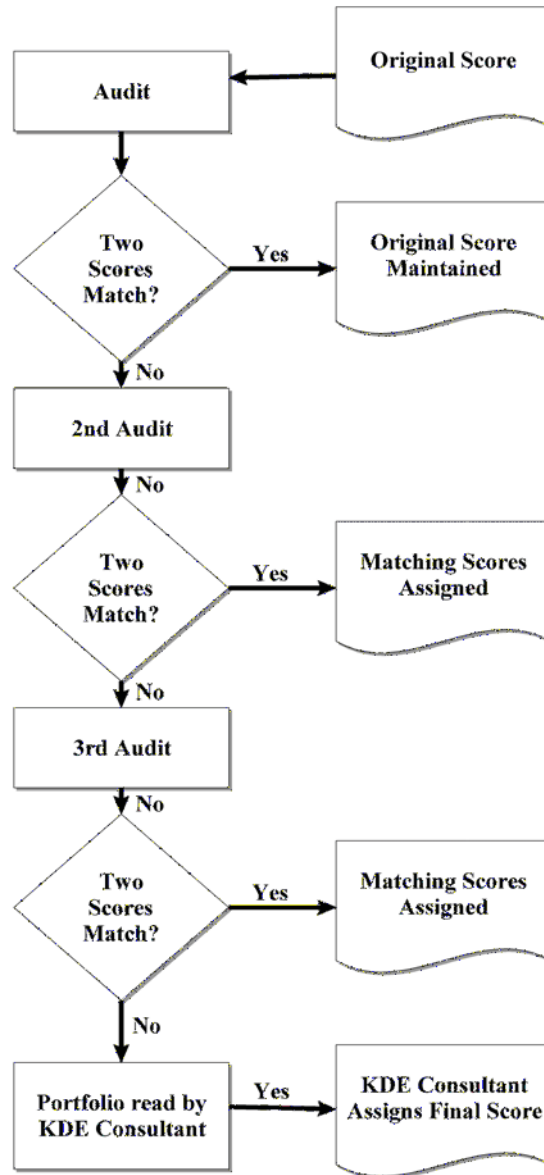 Original Score
Audit
Two
Scores
Match?
Yes
Original Score
Maintained
No
2nd Audit
No
Two
Scores
Match?
Yes
Matching Scores
Assigned
No
3rd Audit
No
Two
Scores
Match?
Yes
Matching Scores
Assigned
No
Portfolio read by
KDE Consultant
Yes
KDE Consultant
Assigns Final Score